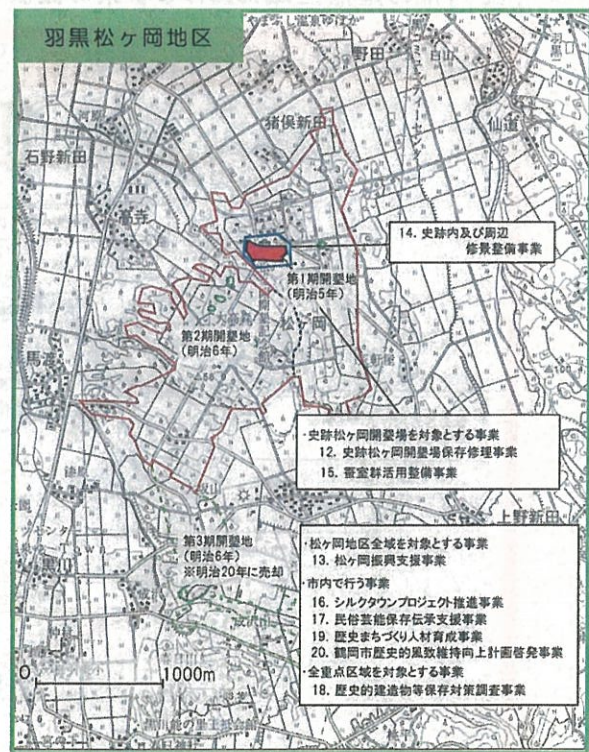 羽黒松ヶ岡地区
野田
白山
仙道
猪俣新田
石野新田
14. 史跡内及び周辺
修景整備事業
第1期開墾地
(明治5年)
松ヶ岡
第2期開墾地
(明治6年)
馬渡
・史跡松ヶ岡開墾場を対象とする事業
12. 史跡松ヶ岡開墾場保存修理事業
15. 蚕室群活用整備事業
上野新田
第3期開墾地
(明治6年)
※明治20年に売却
黒川
・松ヶ岡地区全域を対象とする事業
13. 松ヶ岡振興支援事業
・市内で行う事業
16. シルクタウンプロジェクト推進事業
17. 民俗芸能保存伝承支援事業
19. 歴史まちづくり人材育成事業
20. 鶴岡市歴史的風致維持向上計画啓発事業
・全重点区域を対象とする事業
18. 歴史的建造物等保存対策調査事業
0
1000m